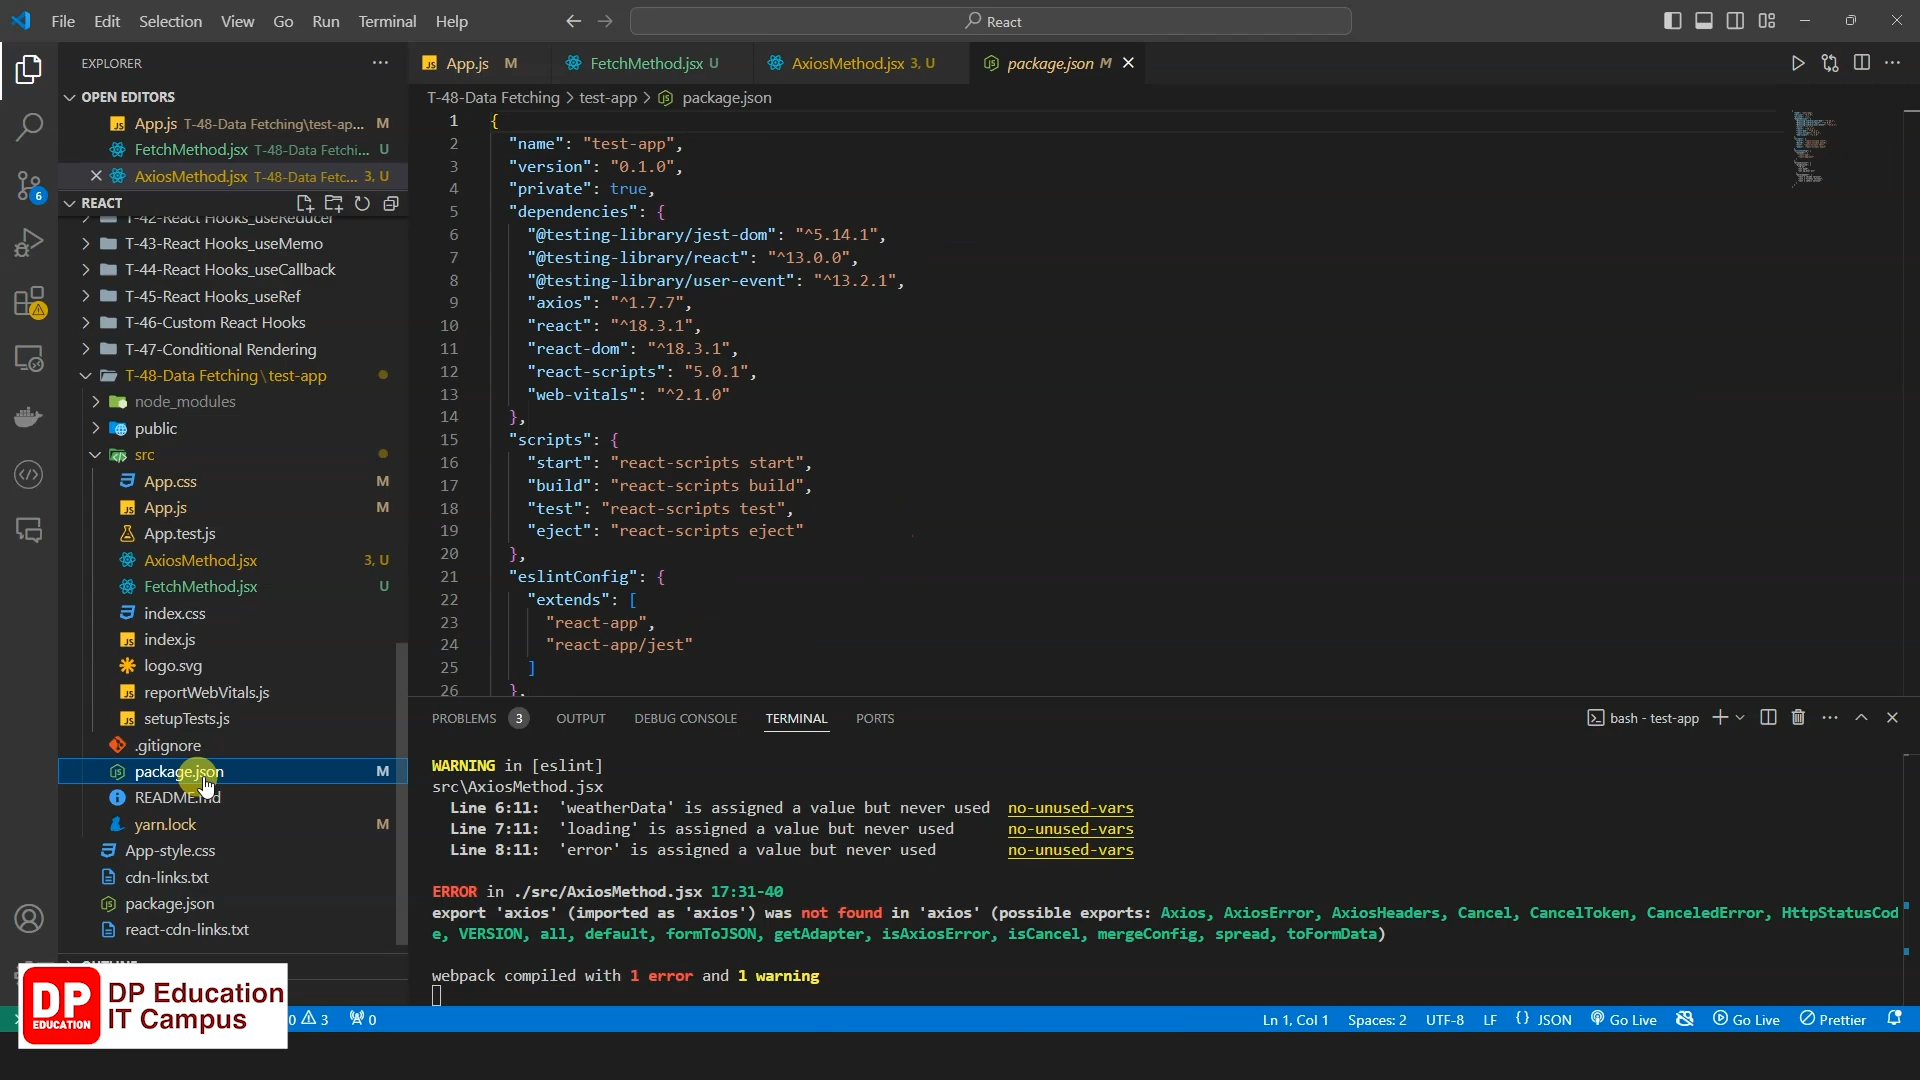 File Edit Selection View Go Run Terminal Help
React
EXPLORER
OPEN EDITORS
App.js T-48-Data Fetching\test-ap... M
FetchMethod.jsx T-48-Data Fetchi... U
AxiosMethod.jsx T-48-Data Fetc... 3, U
REACT
T-42-React Hooks_useReducer
T-43-React Hooks_useMemo
T-44-React Hooks_useCallback
T-45-React Hooks_useRef
T-46-Custom React Hooks
T-47-Conditional Rendering
T-48-Data Fetching\test-app
node_modules
public
src
App.css M
App.js M
App.test.js
AxiosMethod.jsx 3, U
FetchMethod.jsx U
index.css
index.js
logo.svg
reportWebVitals.js
setupTests.js
.gitignore
package.json M
README.md
yarn.lock M
App-style.css
cdn-links.txt
package.json
react-cdn-links.txt
OUTLINE
6
App.js M
FetchMethod.jsx U
AxiosMethod.jsx 3, U
package.json M
T-48-Data Fetching > test-app > package.json
1 {
2 "name": "test-app",
3 "version": "0.1.0",
4 "private": true,
5 "dependencies": {
6 "@testing-library/jest-dom": "^5.14.1",
7 "@testing-library/react": "^13.0.0",
8 "@testing-library/user-event": "^13.2.1",
9 "axios": "^1.7.7",
10 "react": "^18.3.1",
11 "react-dom": "^18.3.1",
12 "react-scripts": "5.0.1",
13 "web-vitals": "^2.1.0"
14 },
15 "scripts": {
16 "start": "react-scripts start",
17 "build": "react-scripts build",
18 "test": "react-scripts test",
19 "eject": "react-scripts eject"
20 },
21 "eslintConfig": {
22 "extends": [
23 "react-app",
24 "react-app/jest"
25 ]
26 },
PROBLEMS 3 OUTPUT DEBUG CONSOLE TERMINAL PORTS
bash - test-app
WARNING in [eslint]
src\AxiosMethod.jsx
Line 6:11: 'weatherData' is assigned a value but never used no-unused-vars
Line 7:11: 'loading' is assigned a value but never used no-unused-vars
Line 8:11: 'error' is assigned a value but never used no-unused-vars
ERROR in ./src/AxiosMethod.jsx 17:31-40
export 'axios' (imported as 'axios') was not found in 'axios' (possible exports: Axios, AxiosError, AxiosHeaders, Cancel, CancelToken, CanceledError, HttpStatusCod
e, VERSION, all, default, formToJSON, getAdapter, isAxiosError, isCancel, mergeConfig, spread, toFormData)
webpack compiled with 1 error and 1 warning
DP EDUCATION
DP Education
IT Campus
0 3 0
Ln 1, Col 1 Spaces: 2 UTF-8 LF {} JSON Go Live Go Live Prettier